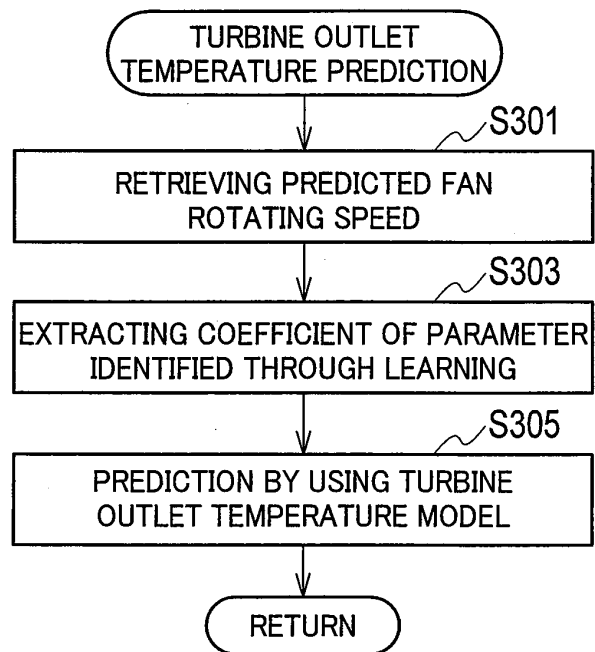 TURBINE OUTLET
TEMPERATURE PREDICTION
S301
RETRIEVING PREDICTED FAN
ROTATING SPEED
S303
EXTRACTING COEFFICIENT OF PARAMETER
IDENTIFIED THROUGH LEARNING
S305
PREDICTION BY USING TURBINE
OUTLET TEMPERATURE MODEL
RETURN